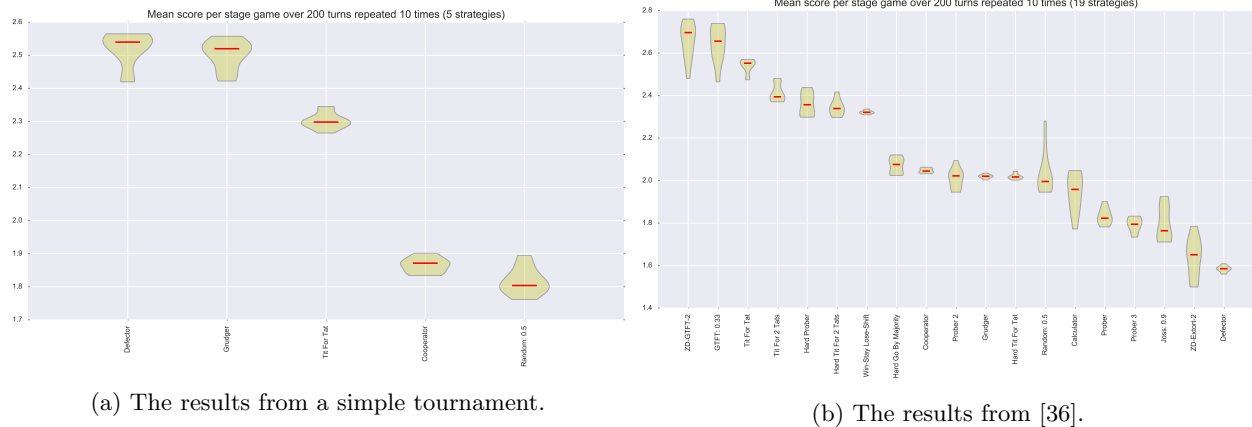 Mean score per stage game over 200 turns repeated 10 times (5 strategies)
2.6
2.5
2.4
2.3
2.2
2.1
2.0
1.9
1.8
1.7
Defector
Grudger
Tit For Tat
Cooperator
Random: 0.5
(a) The results from a simple tournament.
Mean score per stage game over 200 turns repeated 10 times (19 strategies)
2.8
2.6
2.4
2.2
2.0
1.8
1.6
1.4
ZD-GTFT-2
GTFT: 0.33
Tit For Tat
Tit For 2 Tats
Hard Prober
Hard Tit For 2 Tats
Win-Stay Lose-Shift
Hard Go By Majority
Cooperator
Prober 2
Grudger
Hard Tit For Tat
Random: 0.5
Calculator
Prober
Prober 3
Joss: 0.9
ZD-Extort-2
Defector
(b) The results from [36].